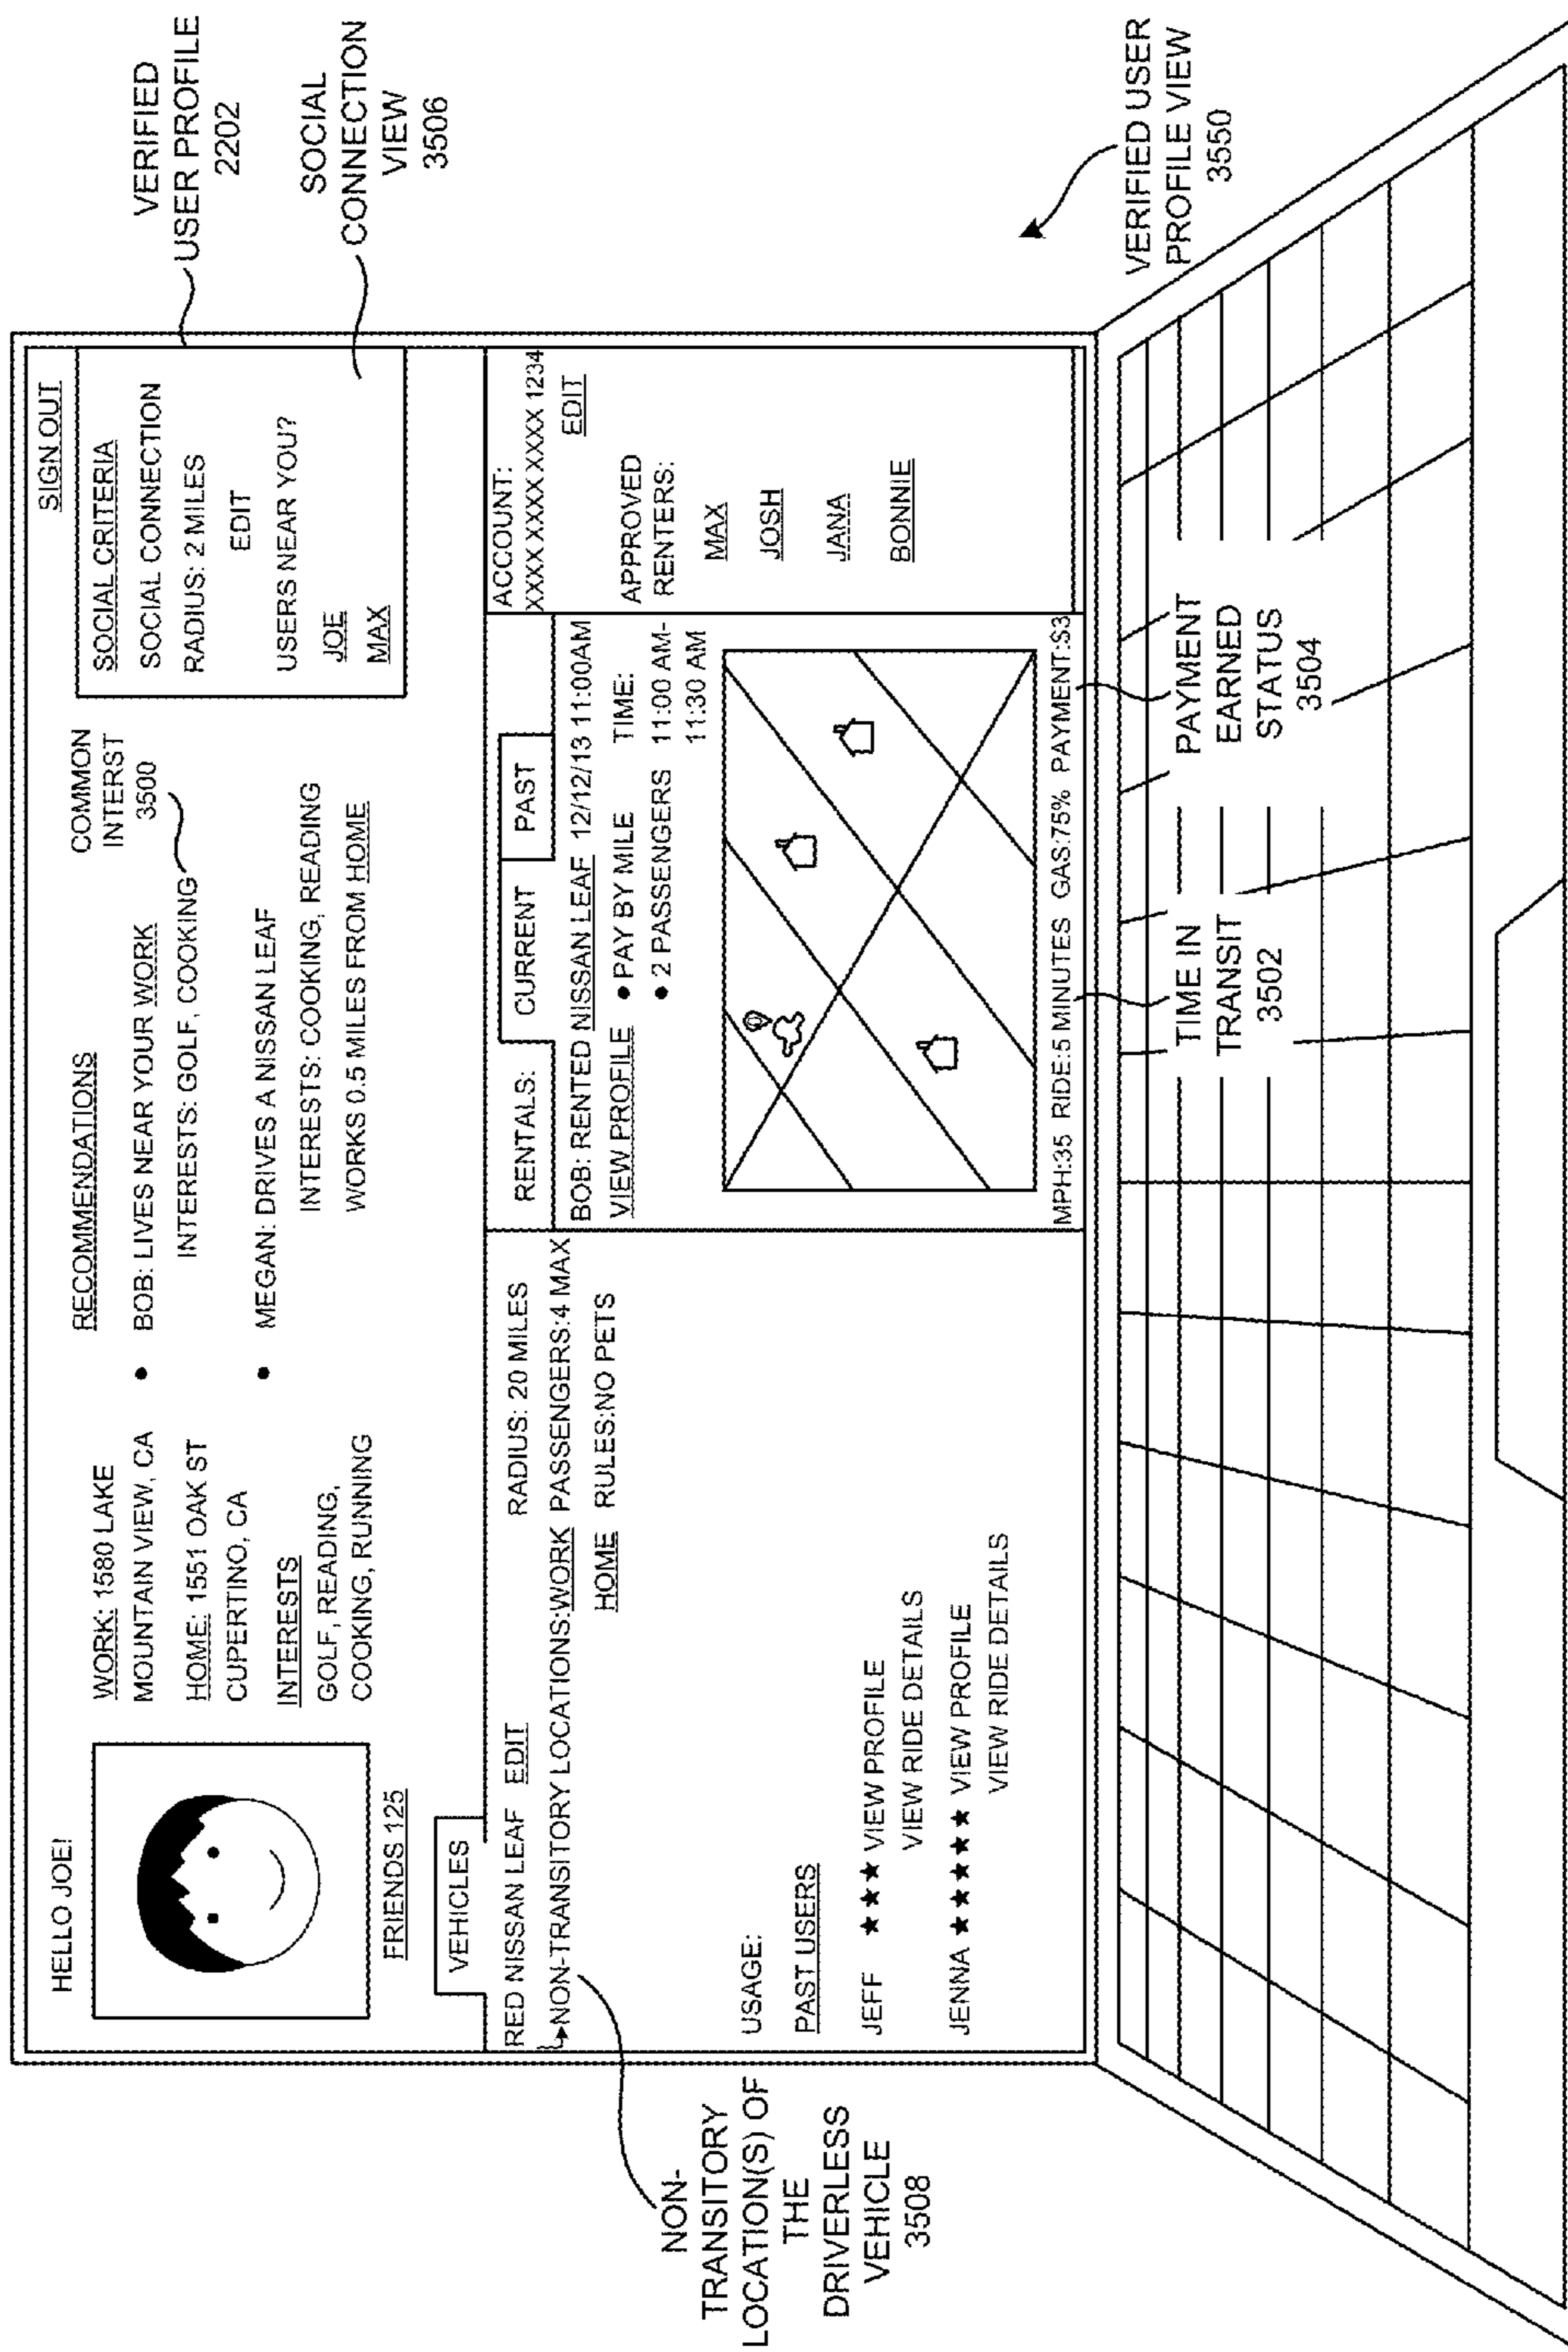 HELLO JOE!
SIGN OUT
FRIENDS 125
WORK: 1580 LAKE
MOUNTAIN VIEW, CA
HOME: 1551 OAK ST
CUPERTINO, CA
INTERESTS
GOLF, READING,
COOKING, RUNNING
RECOMMENDATIONS
• BOB: LIVES NEAR YOUR WORK
INTERESTS: GOLF, COOKING
• MEGAN: DRIVES A NISSAN LEAF
INTERESTS: COOKING, READING
WORKS 0.5 MILES FROM HOME
COMMON
INTERST
3500
SOCIAL CRITERIA
SOCIAL CONNECTION
RADIUS: 2 MILES
EDIT
USERS NEAR YOU?
JOE
MAX
VERIFIED
USER PROFILE
2202
SOCIAL
CONNECTION
VIEW
3506
VEHICLES
RED NISSAN LEAF EDIT RADIUS: 20 MILES
NON-TRANSITORY LOCATIONS:WORK PASSENGERS:4 MAX
HOME RULES:NO PETS
USAGE:
PAST USERS
JEFF ★★★ VIEW PROFILE
VIEW RIDE DETAILS
JENNA ★★★★★ VIEW PROFILE
VIEW RIDE DETAILS
NON-
TRANSITORY
LOCATION(S) OF
THE
DRIVERLESS
VEHICLE
3508
RENTALS: CURRENT PAST
BOB: RENTED NISSAN LEAF 12/12/13 11:00AM
VIEW PROFILE • PAY BY MILE TIME:
• 2 PASSENGERS 11:00 AM-
11:30 AM
MPH:35 RIDE:5 MINUTES GAS:75% PAYMENT:$3
ACCOUNT:
XXXX XXXX XXXX 1234
EDIT
APPROVED
RENTERS:
MAX
JOSH
JANA
BONNIE
TIME IN
TRANSIT
3502
PAYMENT
EARNED
STATUS
3504
VERIFIED USER
PROFILE VIEW
3550